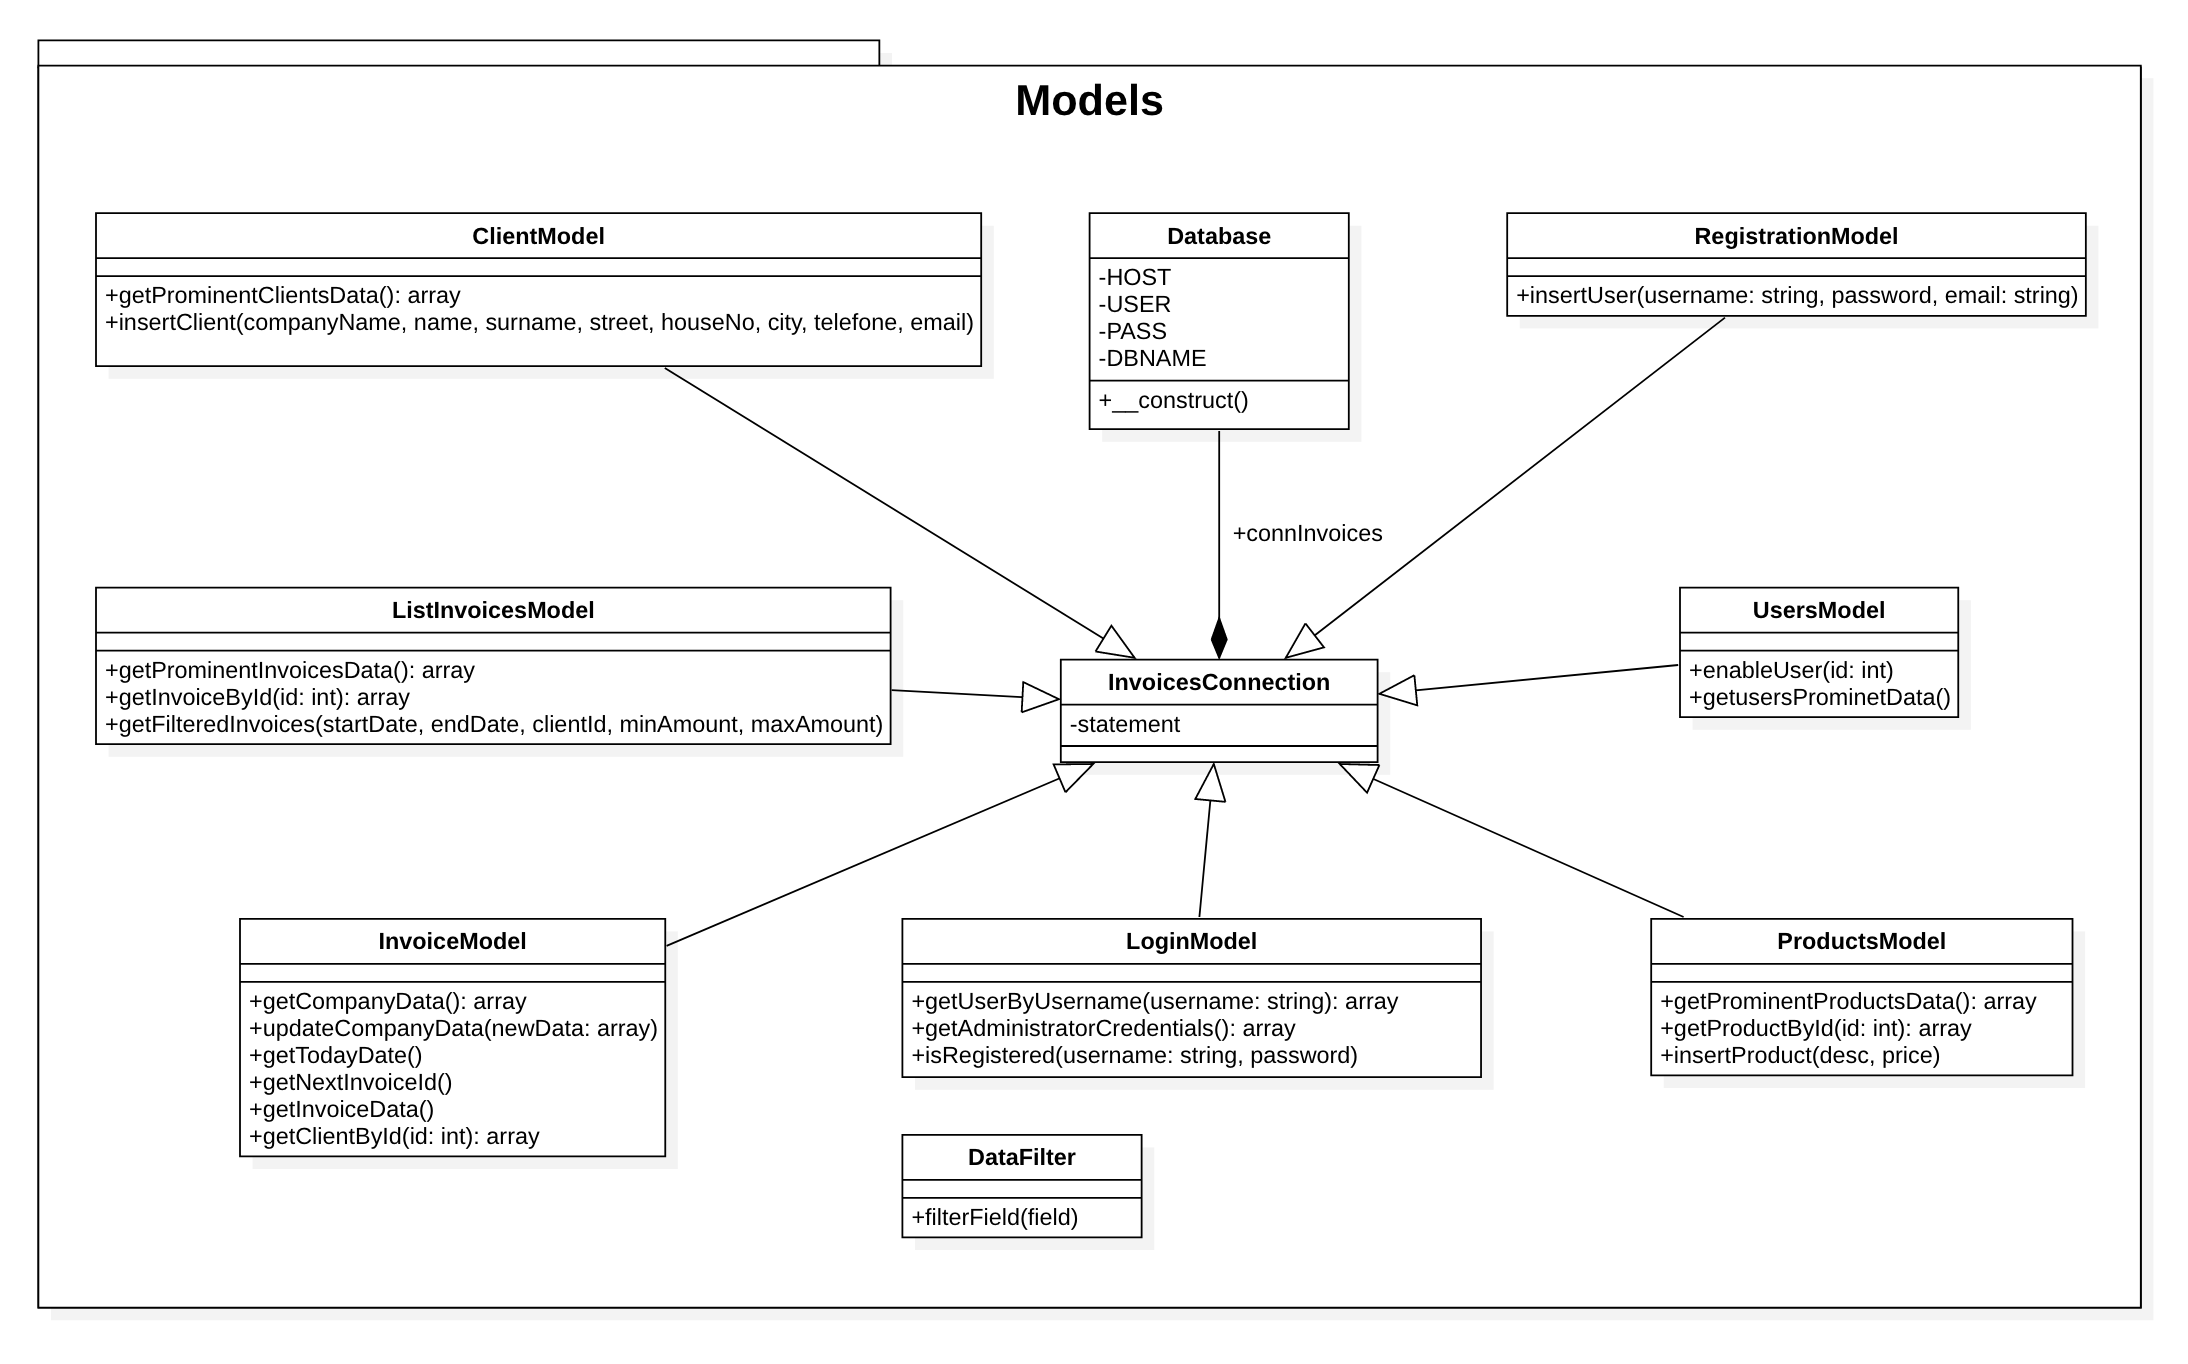 Models
ClientModel
+getProminentClientsData(): array
+insertClient(companyName, name, surname, street, houseNo, city, telefone, email)
Database
-HOST
-USER
-PASS
-DBNAME
+__construct()
RegistrationModel
+insertUser(username: string, password, email: string)
+connInvoices
ListInvoicesModel
+getProminentInvoicesData(): array
+getInvoiceById(id: int): array
+getFilteredInvoices(startDate, endDate, clientId, minAmount, maxAmount)
InvoicesConnection
-statement
UsersModel
+enableUser(id: int)
+getusersProminetData()
InvoiceModel
+getCompanyData(): array
+updateCompanyData(newData: array)
+getTodayDate()
+getNextInvoiceId()
+getInvoiceData()
+getClientById(id: int): array
LoginModel
+getUserByUsername(username: string): array
+getAdministratorCredentials(): array
+isRegistered(username: string, password)
ProductsModel
+getProminentProductsData(): array
+getProductById(id: int): array
+insertProduct(desc, price)
DataFilter
+filterField(field)